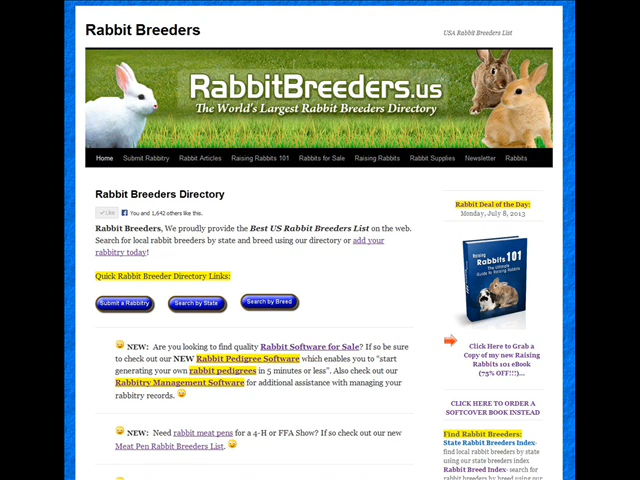 Rabbit Breeders
USA Rabbit Breeders List
RabbitBreeders.us
The World's Largest Rabbit Breeders Directory
Home Submit Rabbitry Rabbit Articles Raising Rabbits 101 Rabbits for Sale Raising Rabbits Rabbit Supplies Newsletter Rabbits
Rabbit Breeders Directory
Like You and 1,642 others like this.
Rabbit Breeders, We proudly provide the Best US Rabbit Breeders List on the web.
Search for local rabbit breeders by state and breed using our directory or add your
rabbitry today!
Quick Rabbit Breeder Directory Links:
Submit a Rabbitry Search by State Search by Breed
NEW: Are you looking to find quality Rabbit Software for Sale? If so be sure
to check out our NEW Rabbit Pedigree Software which enables you to "start
generating your own rabbit pedigrees in 5 minutes or less", Also check out our
Rabbitry Management Software for additional assistance with managing your
rabbitry records.
NEW: Need rabbit meat pens for a 4-H or FFA Show? If so check out our new
Meat Pen Rabbit Breeders List.
Rabbit Deal of the Day:
Monday, July 8, 2013
Raising
Rabbits 101
The Ultimate
Guide to Raising Rabbits
Click Here to Grab a
Copy of my new Raising
Rabbits 101 eBook
(75% OFF!!!)...
CLICK HERE TO ORDER A
SOFTCOVER BOOK INSTEAD
Find Rabbit Breeders:
State Rabbit Breeders Index-
find local rabbit breeders by state
using our state breeders index
Rabbit Breed Index- search for
rabbit breeders by breed using our